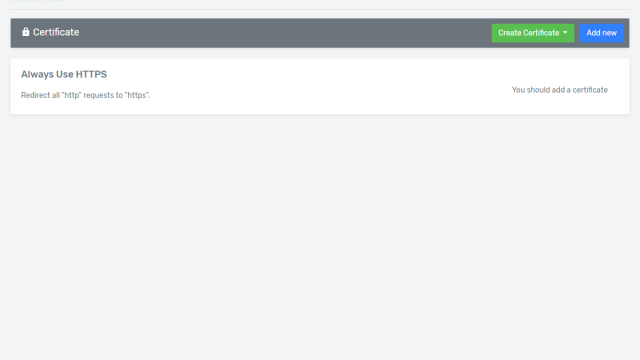 Certificate
Create Certificate
Add new
Always Use HTTPS
Redirect all "http" requests to "https".
You should add a certificate